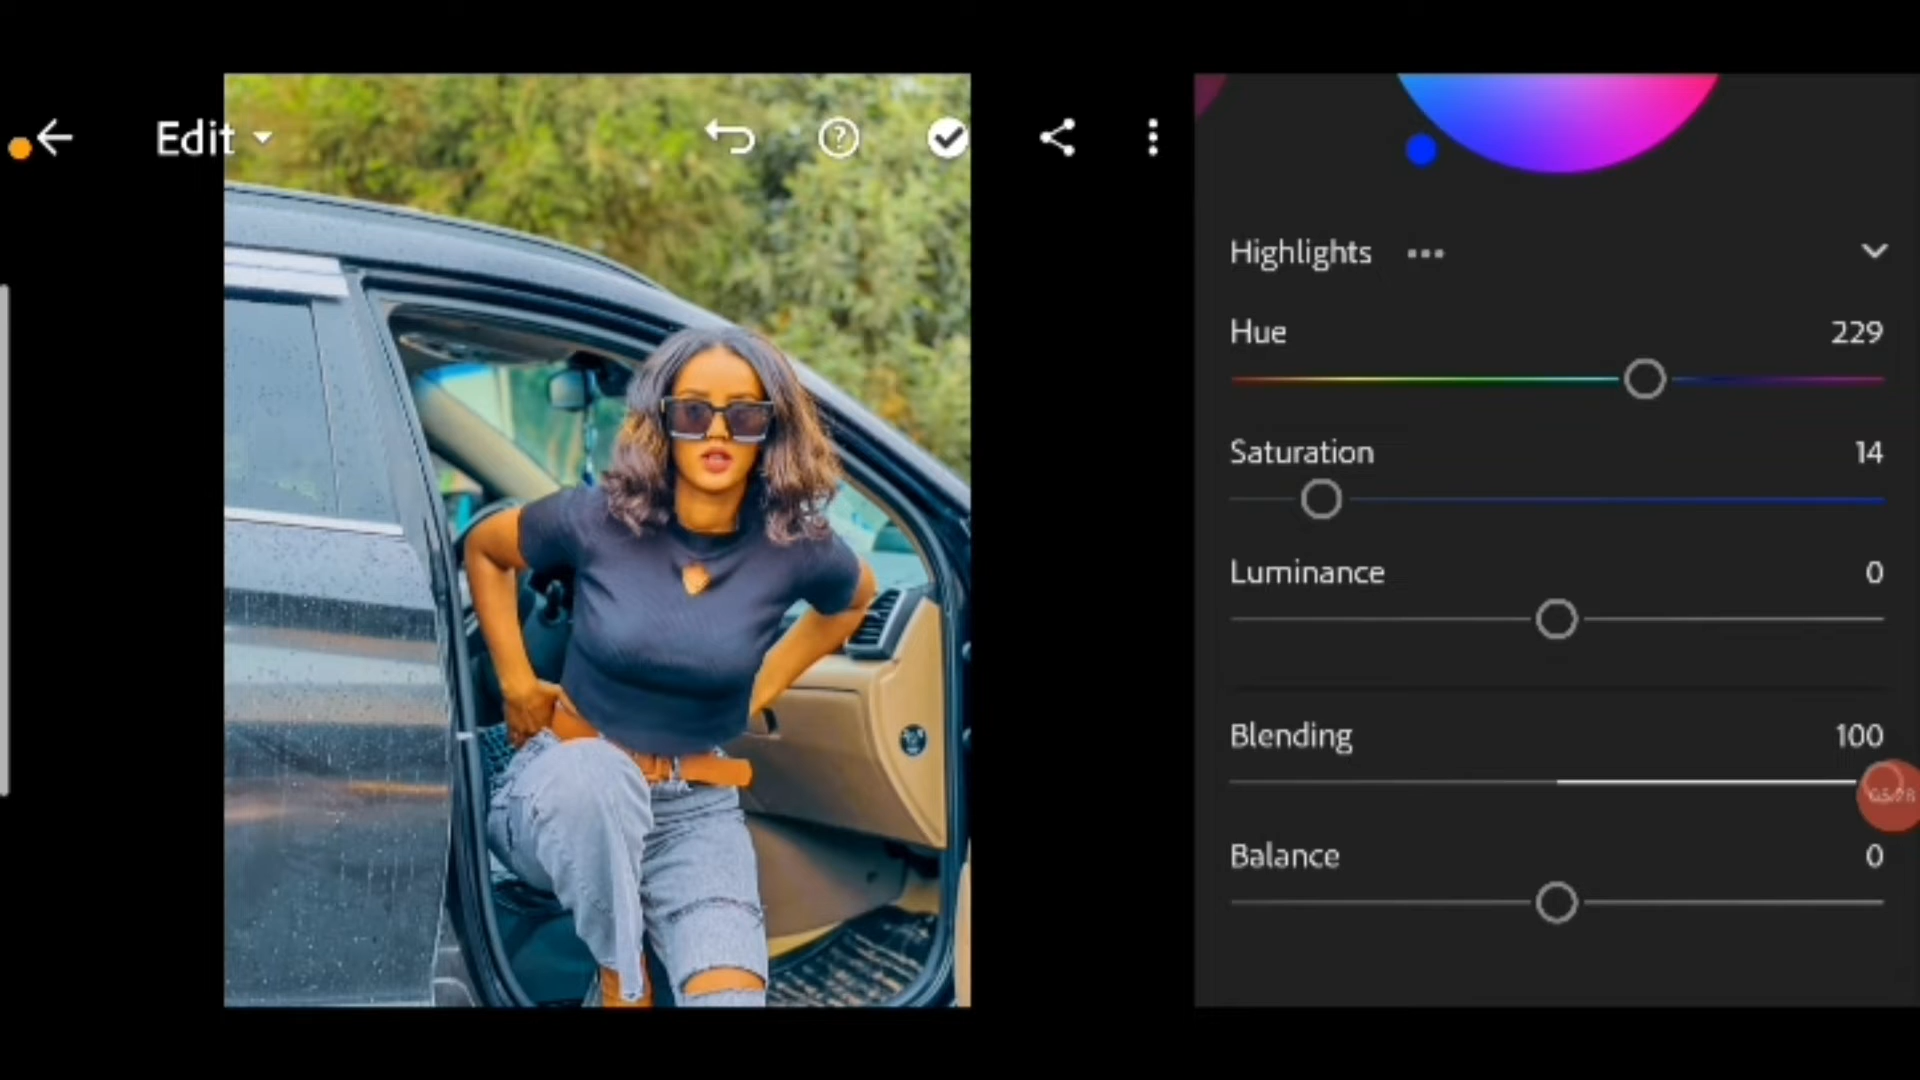 Edit
Highlights
Hue 229
Saturation 14
Luminance 0
Blending 100
Balance 0